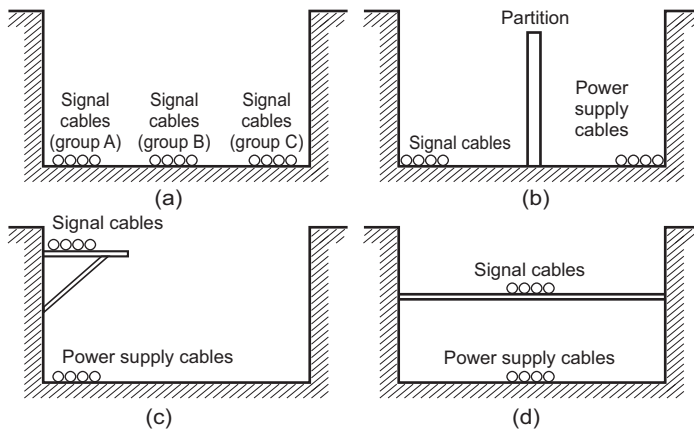 Signal
cables
(group A)
Signal
cables
(group B)
Signal
cables
(group C)
(a)
Partition
Signal cables
Power
supply
cables
(b)
Signal cables
Power supply cables
(c)
Signal cables
Power supply cables
(d)